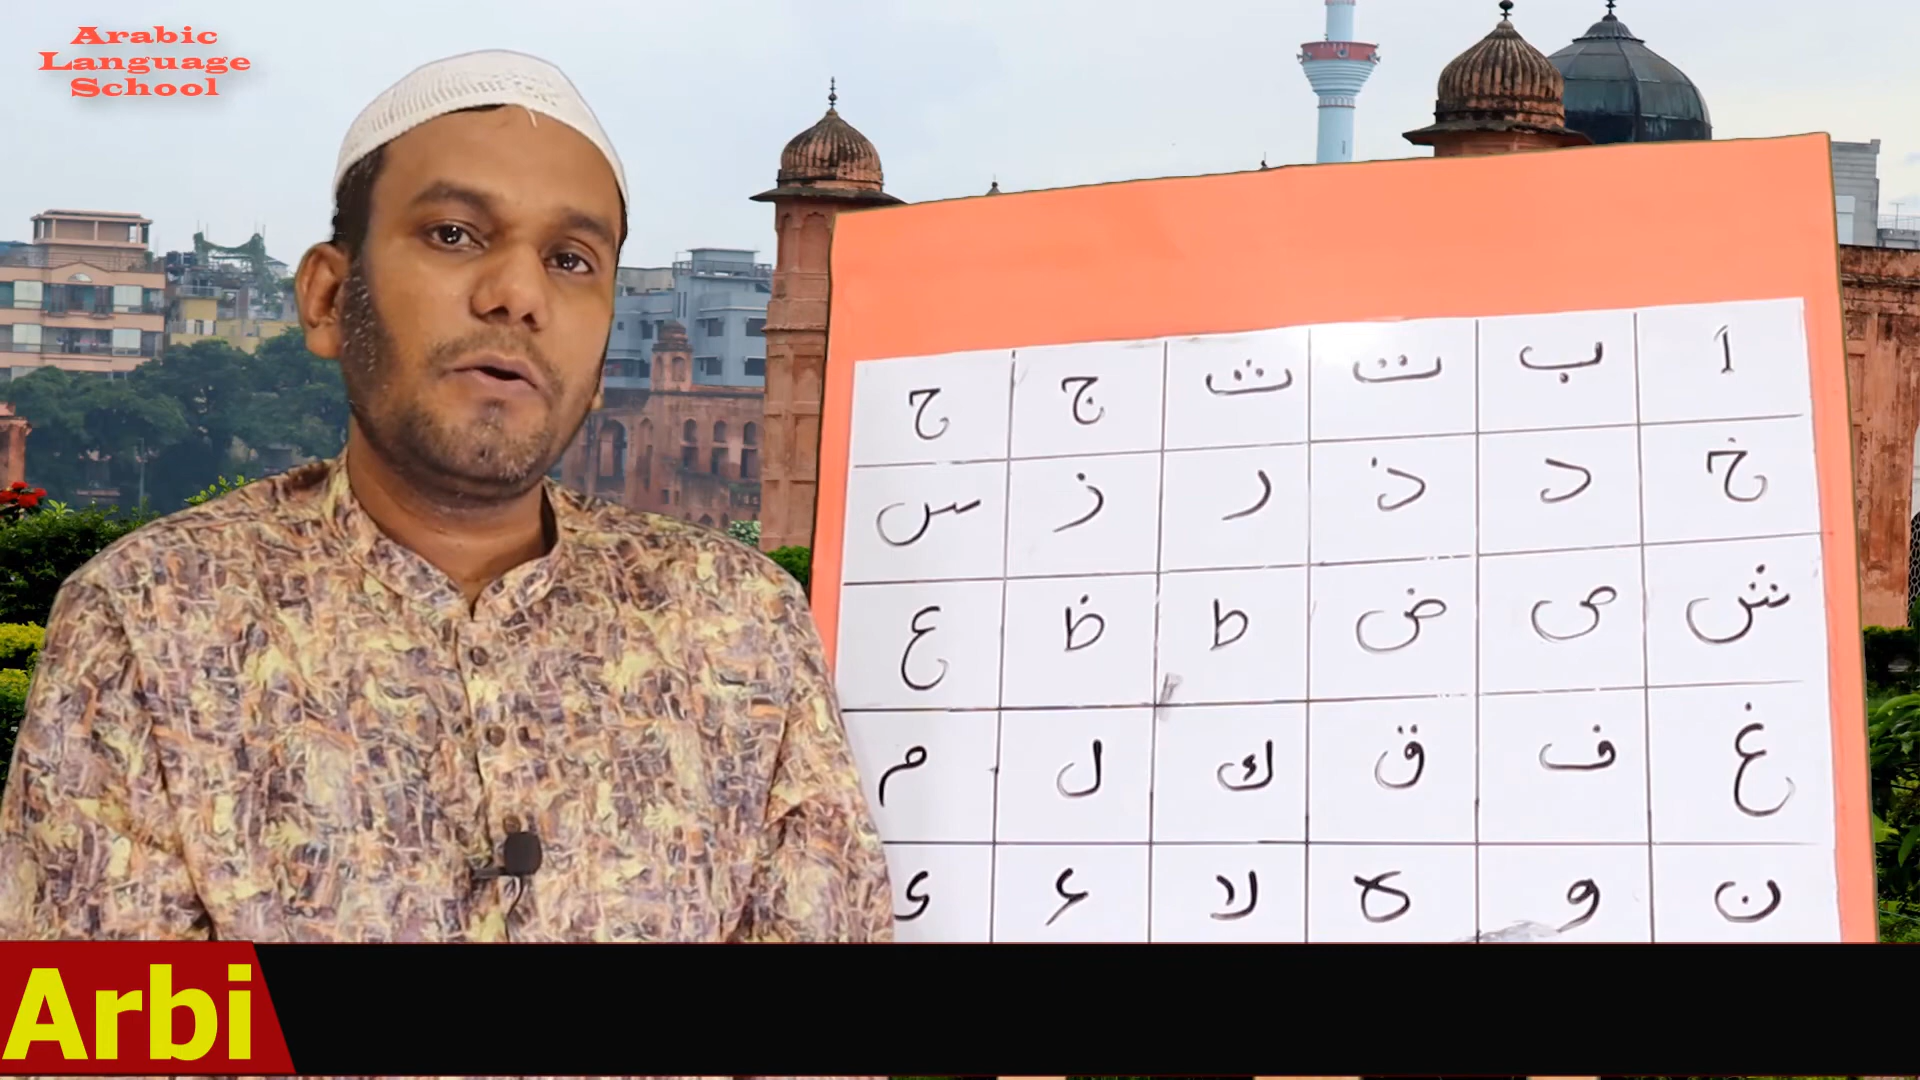 Arabic
Language
School
ا ب ت ث ج ح
خ د ذ ر ز س
ش ص ض ط ظ ع
غ ف ق ك ل م
ن و ه لا ء ي
Arbi